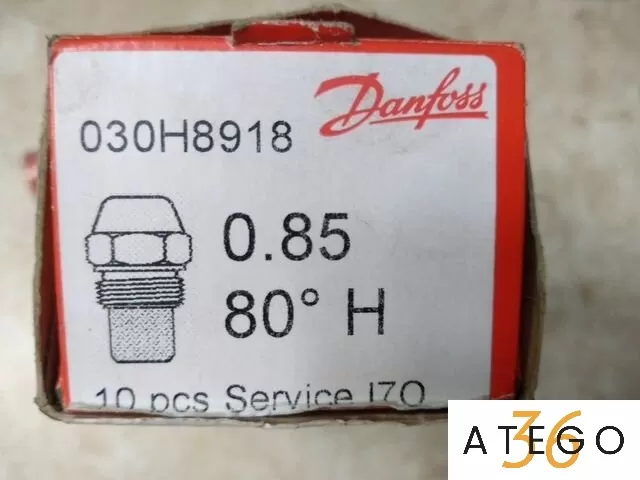 Danfoss
030H8918
0.85
80° H
10 pcs Service I7O
36
ATEGO